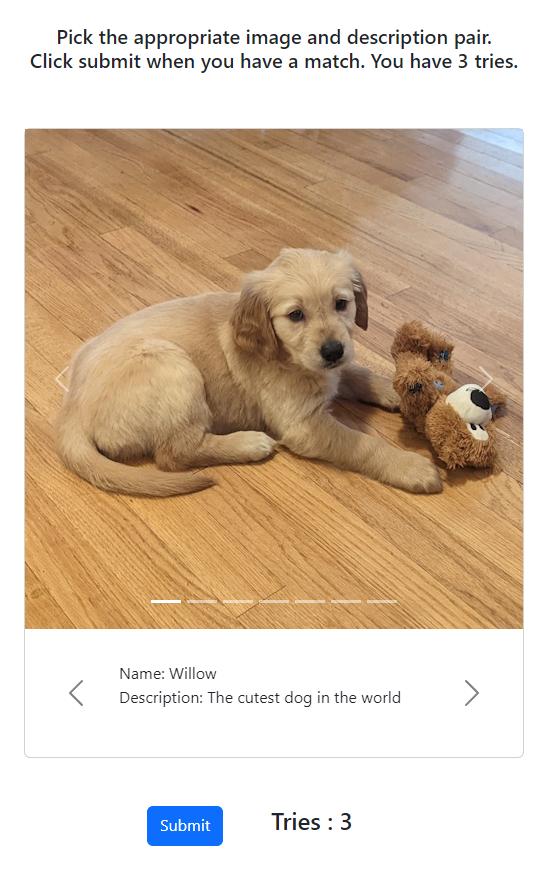 Pick the appropriate image and description pair.
Click submit when you have a match. You have 3 tries.
Name: Willow
Description: The cutest dog in the world
Submit
Tries : 3